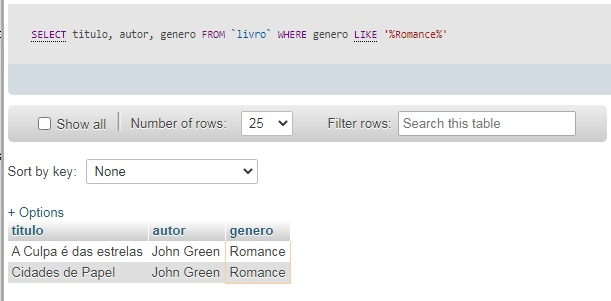 SELECT titulo, autor, genero FROM `livro` WHERE genero LIKE '%Romance%'
Show all Number of rows: 25 Filter rows: Search this table
Sort by key: None
+ Options
titulo autor genero
A Culpa é das estrelas John Green Romance
Cidades de Papel John Green Romance